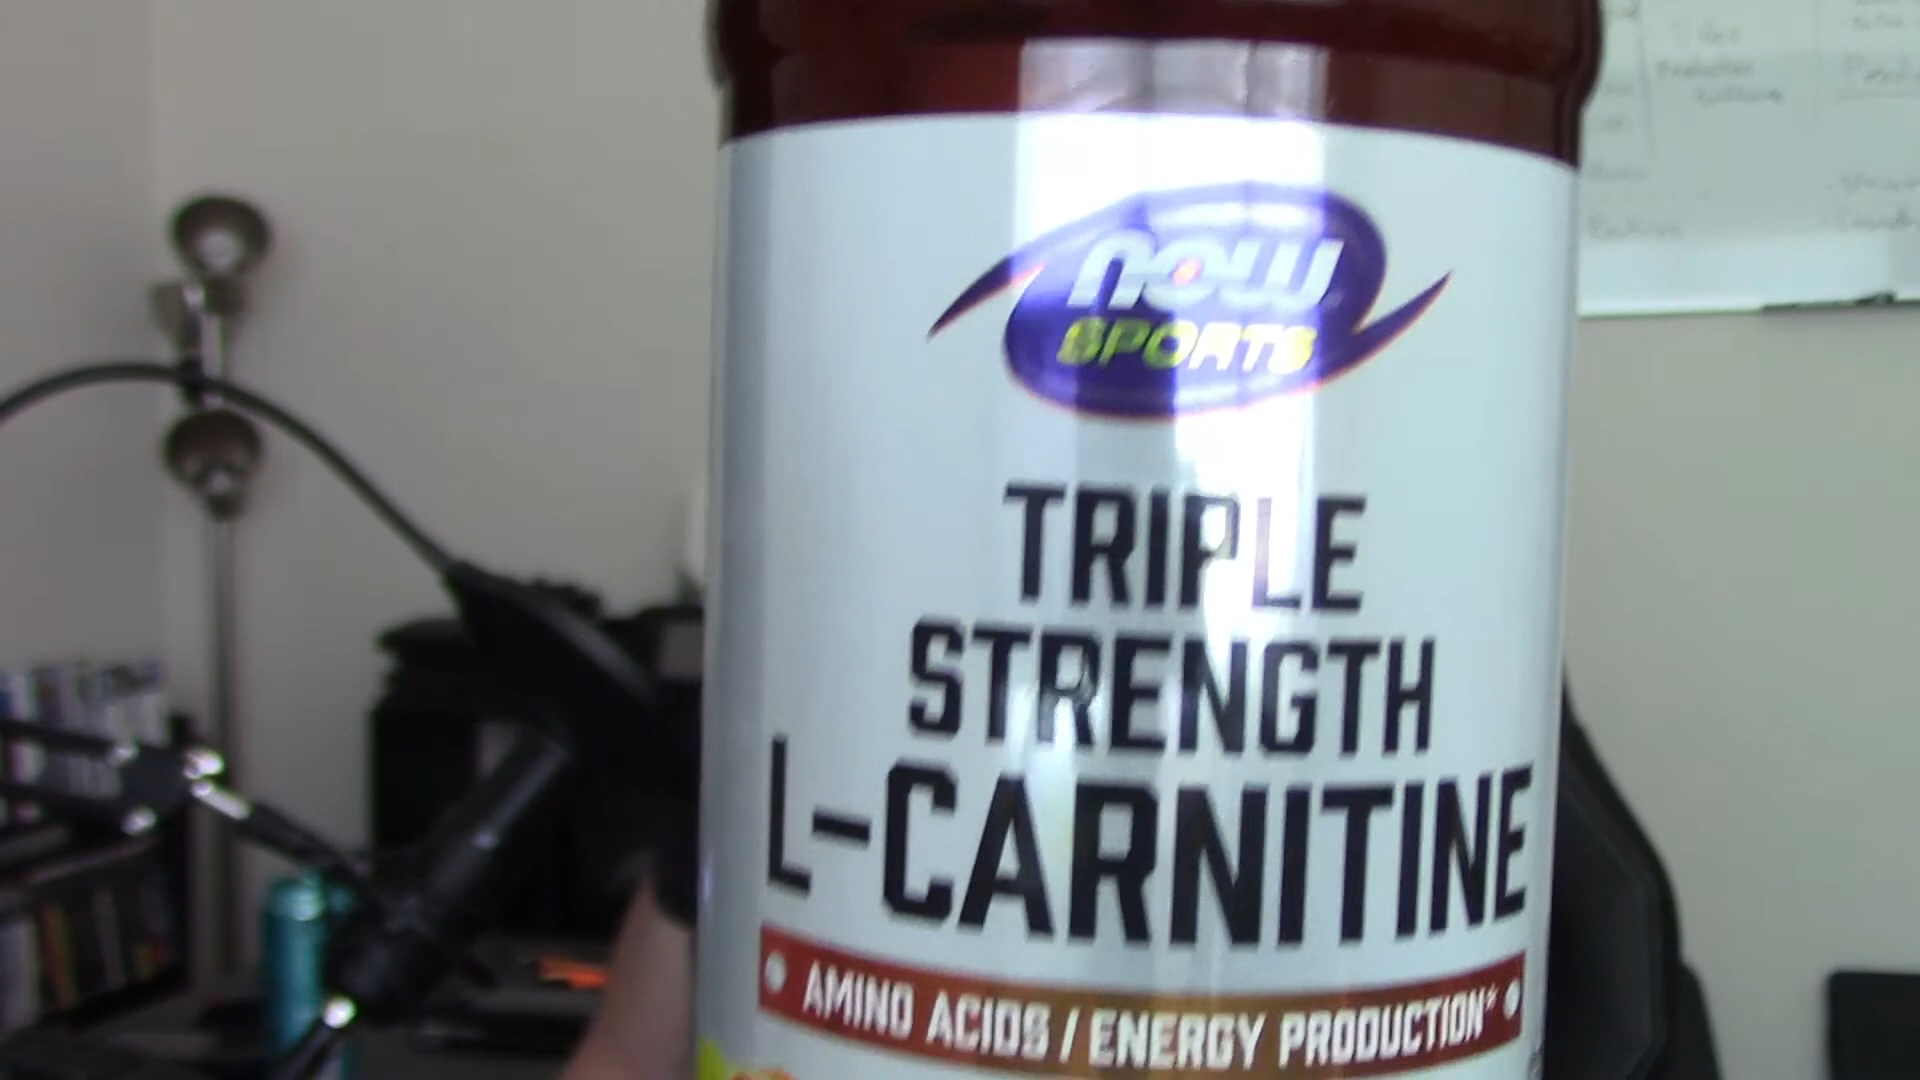 NOW
SPORTS
TRIPLE
STRENGTH
L-CARNITINE
AMINO ACIDS / ENERGY PRODUCTION*